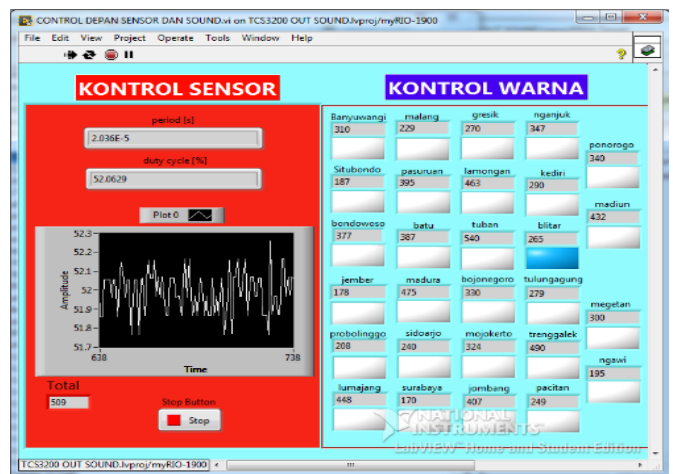 CONTROL DEPAN SENSOR DAN SOUND.vi on TCS3200 OUT SOUND.lvproj/myRIO-1900
File Edit View Project Operate Tools Window Help
KONTROL SENSOR
period [s]
2.036E-5
duty cycle [%]
52.0629
Plot 0
Amplitude
52.3
52.2
52.1
52
51.9
51.8
51.7
638 738
Time
Total
509
Stop Button
Stop
KONTROL WARNA
Banyuwangi malang gresik nganjuk
310 229 270 347
ponorogo
340
Situbondo pasuruan lamongan kediri
187 395 463 290
madiun
432
bondowoso batu tuban blitar
377 387 540 265
jember madura bojonegoro tulungagung
178 475 330 279
megetan
300
probolinggo sidoarjo mojokerto trenggalek
208 240 324 490
ngawi
195
lumajang surabaya jombang pacitan
448 170 407 249
NATIONAL
INSTRUMENTS
LabVIEW Home and Student Edition
TCS3200 OUT SOUND.lvproj/myRIO-1900